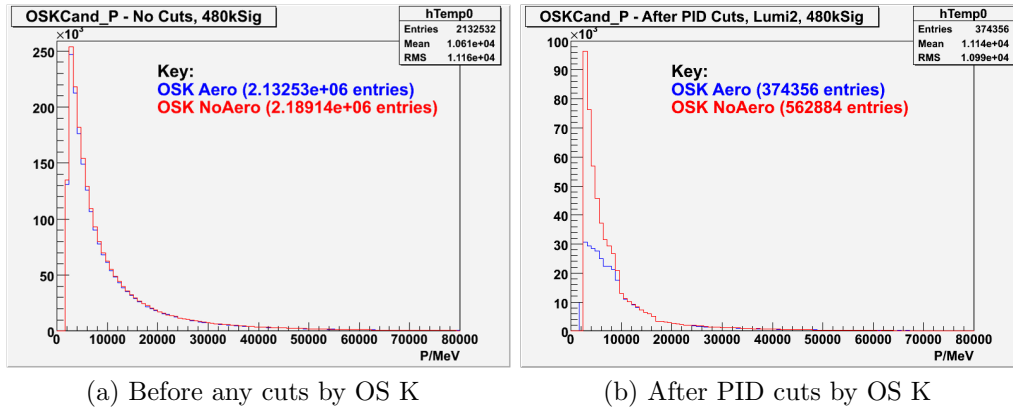 OSKCand_P - No Cuts, 480kSig
hTemp0
Entries 2132532
Mean 1.061e+04
RMS 1.116e+04
×10³
250
200
150
100
50
0
Key:
OSK Aero (2.13253e+06 entries)
OSK NoAero (2.18914e+06 entries)
0 10000 20000 30000 40000 50000 60000 70000 80000
P/MeV
(a) Before any cuts by OS K
OSKCand_P - After PID Cuts, Lumi2, 480kSig
hTemp0
Entries 374356
Mean 1.114e+04
RMS 1.099e+04
×10³
100
90
80
70
60
50
40
30
20
10
0
Key:
OSK Aero (374356 entries)
OSK NoAero (562884 entries)
0 10000 20000 30000 40000 50000 60000 70000 80000
P/MeV
(b) After PID cuts by OS K